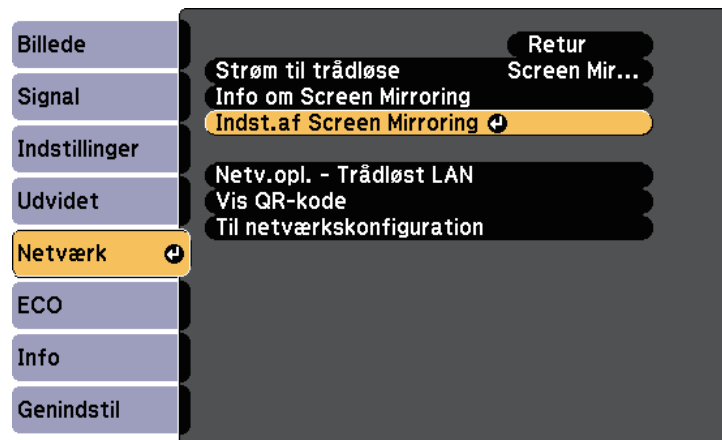 Billede
Signal
Indstillinger
Udvidet
Netværk
ECO
Info
Genindstil
Retur
Strøm til trådløse Screen Mir...
Info om Screen Mirroring
Indst.af Screen Mirroring
Netv.opl. - Trådløst LAN
Vis QR-kode
Til netværkskonfiguration